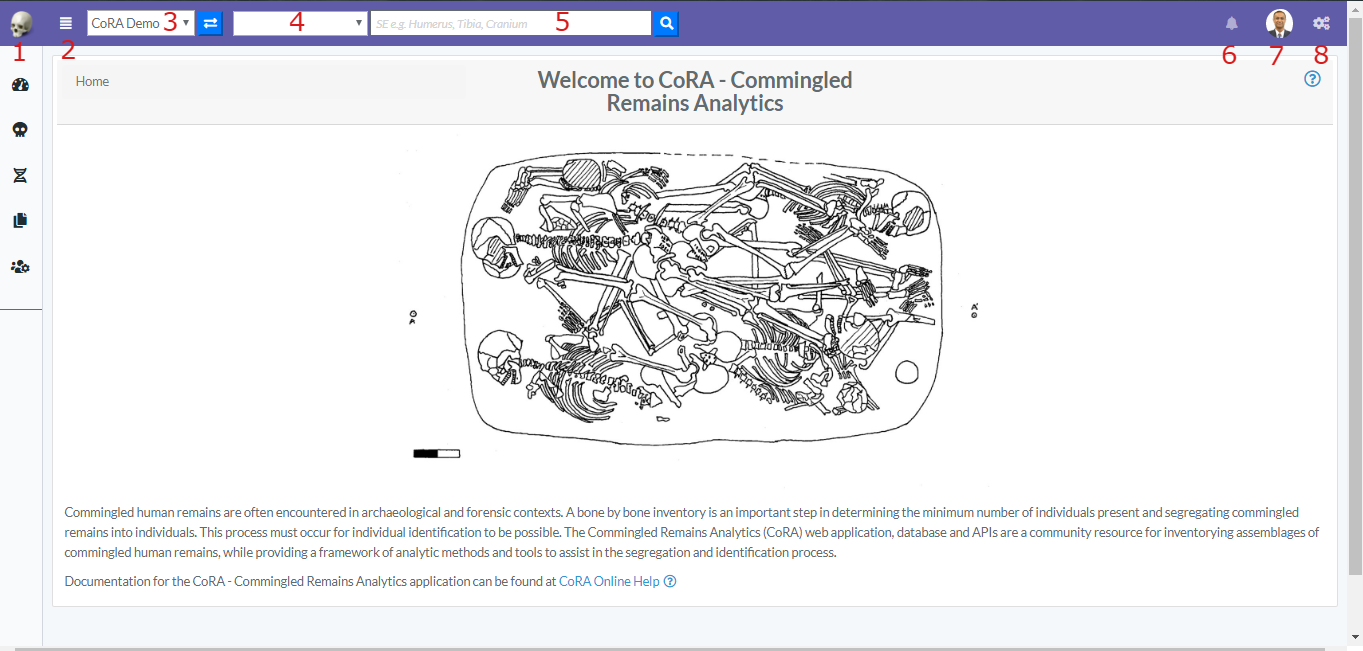 CoRA Demo 3
4
SE e.g. Humerus, Tibia, Cranium 5
1
2
6
7
8
Home
Welcome to CoRA - Commingled
Remains Analytics
Commingled human remains are often encountered in archaeological and forensic contexts. A bone by bone inventory is an important step in determining the minimum number of individuals present and segregating commingled
remains into individuals. This process must occur for individual identification to be possible. The Commingled Remains Analytics (CoRA) web application, database and APIs are a community resource for inventorying assemblages of
commingled human remains, while providing a framework of analytic methods and tools to assist in the segregation and identification process.
Documentation for the CoRA - Commingled Remains Analytics application can be found at CoRA Online Help